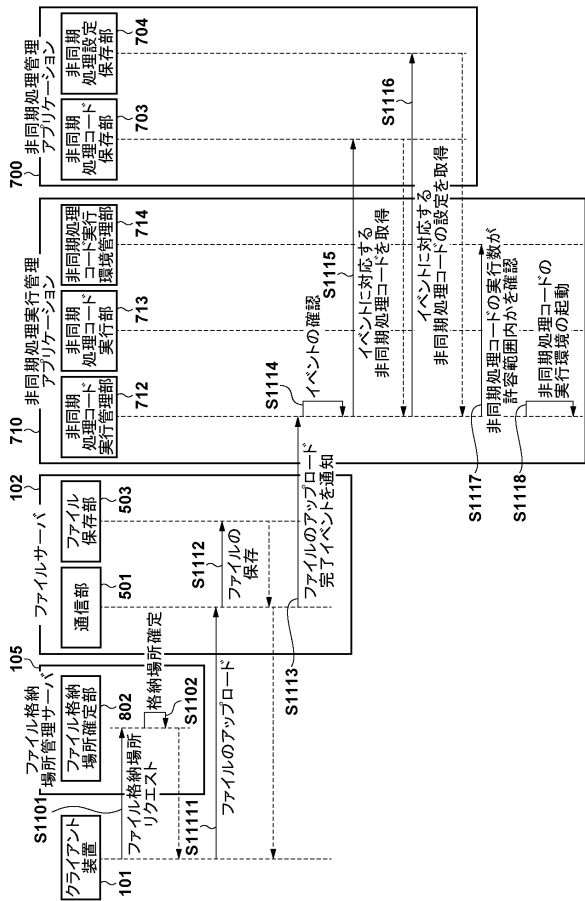 クライアント
装置
101
ファイル格納
場所管理サーバ
105
ファイル格納
場所確定部
802
ファイルサーバ
102
通信部
501
ファイル
保存部
503
非同期処理実行管理
アプリケーション
710
非同期
処理コード
実行管理部
712
非同期
処理コード
実行部
713
非同期処理
コード実行
環境管理部
714
非同期処理管理
アプリケーション
700
非同期
処理コード
保存部
703
非同期
処理設定
保存部
704
S1101
ファイル格納場所
リクエスト
格納場所確定
S1102
S11111
ファイルのアップロード
S1112
ファイルの
保存
S1113
ファイルのアップロード
完了イベントを通知
S1114
イベントの確認
S1115
イベントに対応する
非同期処理コードを取得
S1116
イベントに対応する
非同期処理コードの設定を取得
S1117
非同期処理コードの実行数が
許容範囲内かを確認
S1118
非同期処理コードの
実行環境の起動